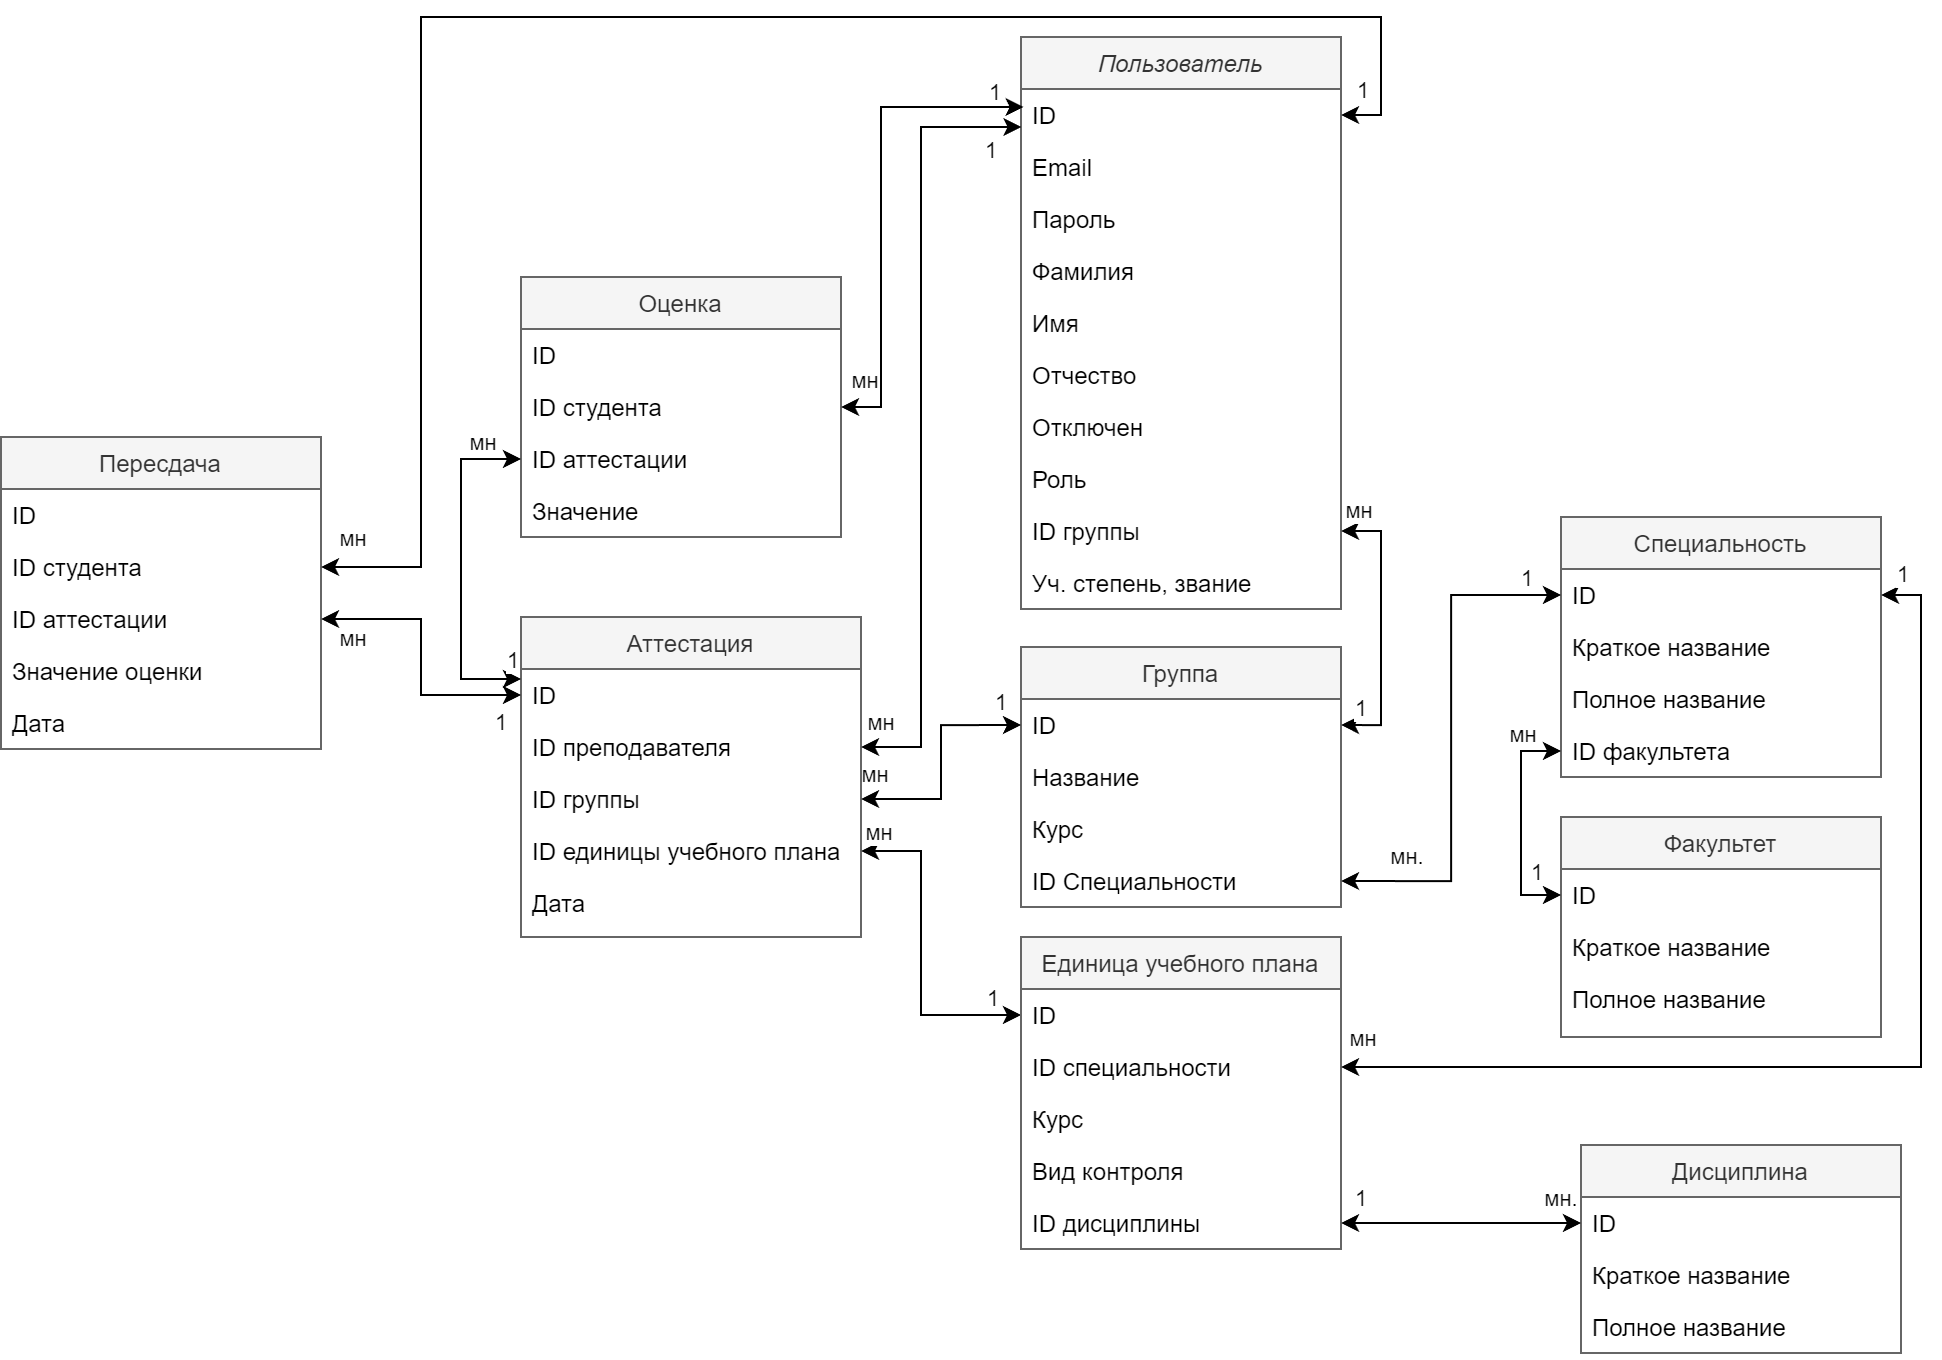 Пользователь
1
1
ID
1
Email
Пароль
Фамилия
Имя
Отчество
Отключен
Роль
мн
ID группы
Уч. степень, звание
Оценка
ID
мн
ID студента
мн
ID аттестации
Значение
Пересдача
ID
мн
ID студента
ID аттестации
мн
Значение оценки
Дата
Аттестация
1
ID
1
мн
ID преподавателя
мн
ID группы
мн
ID единицы учебного плана
Дата
Группа
1
1
ID
Название
Курс
мн.
ID Специальности
Специальность
1
1
ID
Краткое название
Полное название
мн
ID факультета
Факультет
1
ID
Краткое название
Полное название
Единица учебного плана
1
ID
мн
ID специальности
Курс
Вид контроля
1
ID дисциплины
Дисциплина
мн.
ID
Краткое название
Полное название